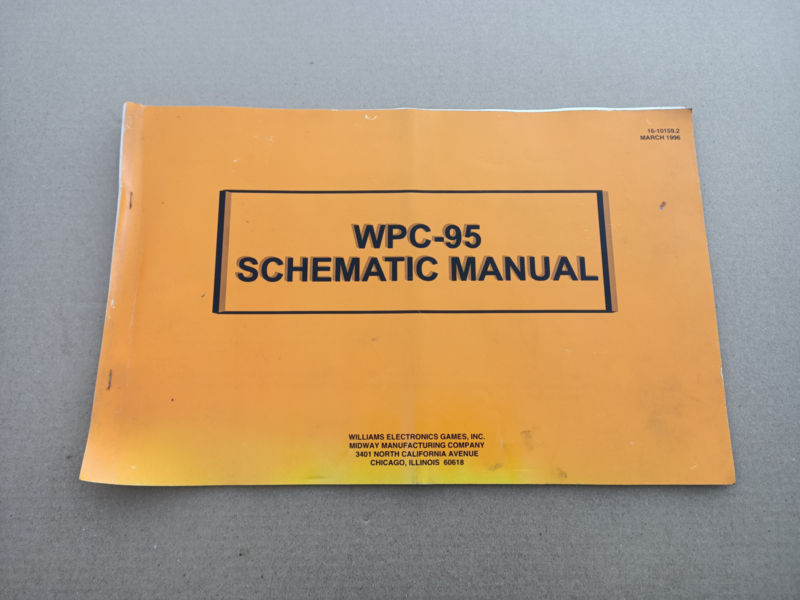 16-10159.2
MARCH 1996
WPC-95
SCHEMATIC MANUAL
WILLIAMS ELECTRONICS GAMES, INC.
MIDWAY MANUFACTURING COMPANY
3401 NORTH CALIFORNIA AVENUE
CHICAGO, ILLINOIS 60618